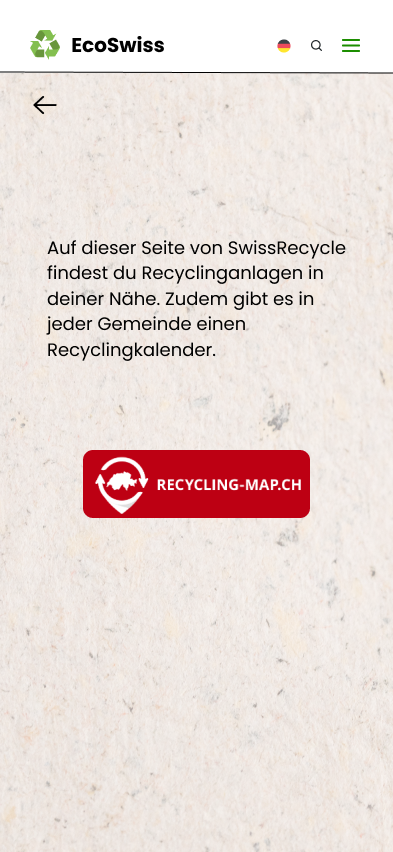 EcoSwiss
Auf dieser Seite von SwissRecycle
findest du Recyclinganlagen in
deiner Nähe. Zudem gibt es in
jeder Gemeinde einen
Recyclingkalender.
RECYCLING-MAP.CH